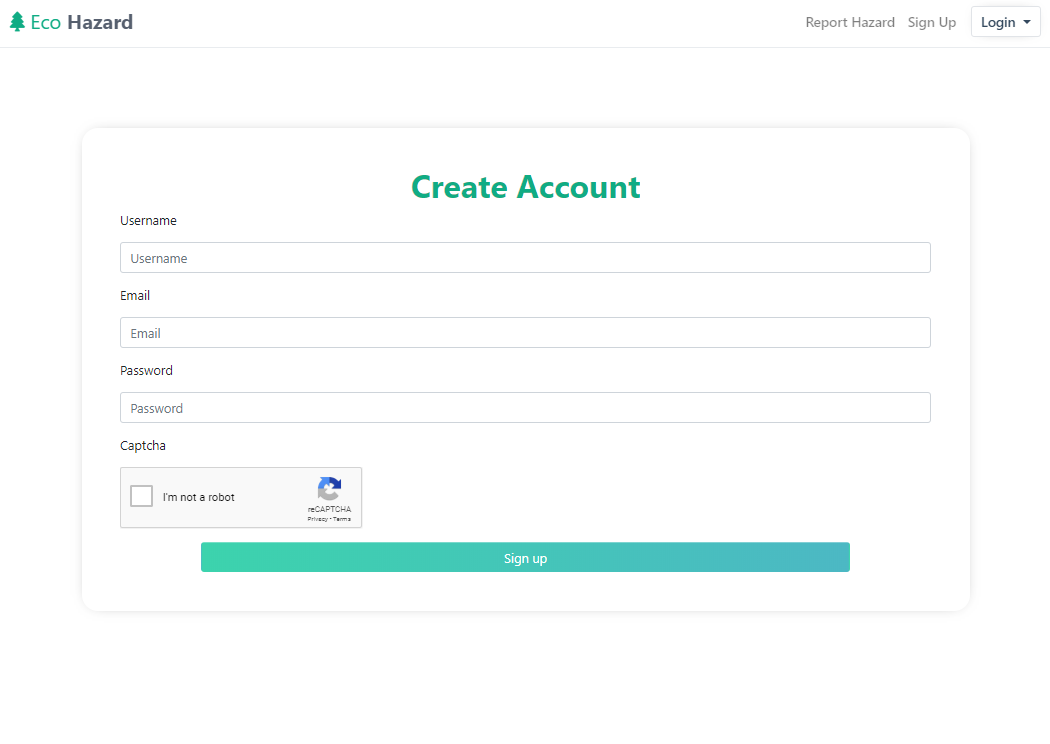 Eco Hazard
Report Hazard Sign Up Login
Create Account
Username
Username
Email
Email
Password
Password
Captcha
I'm not a robot
reCAPTCHA
Privacy - Terms
Sign up